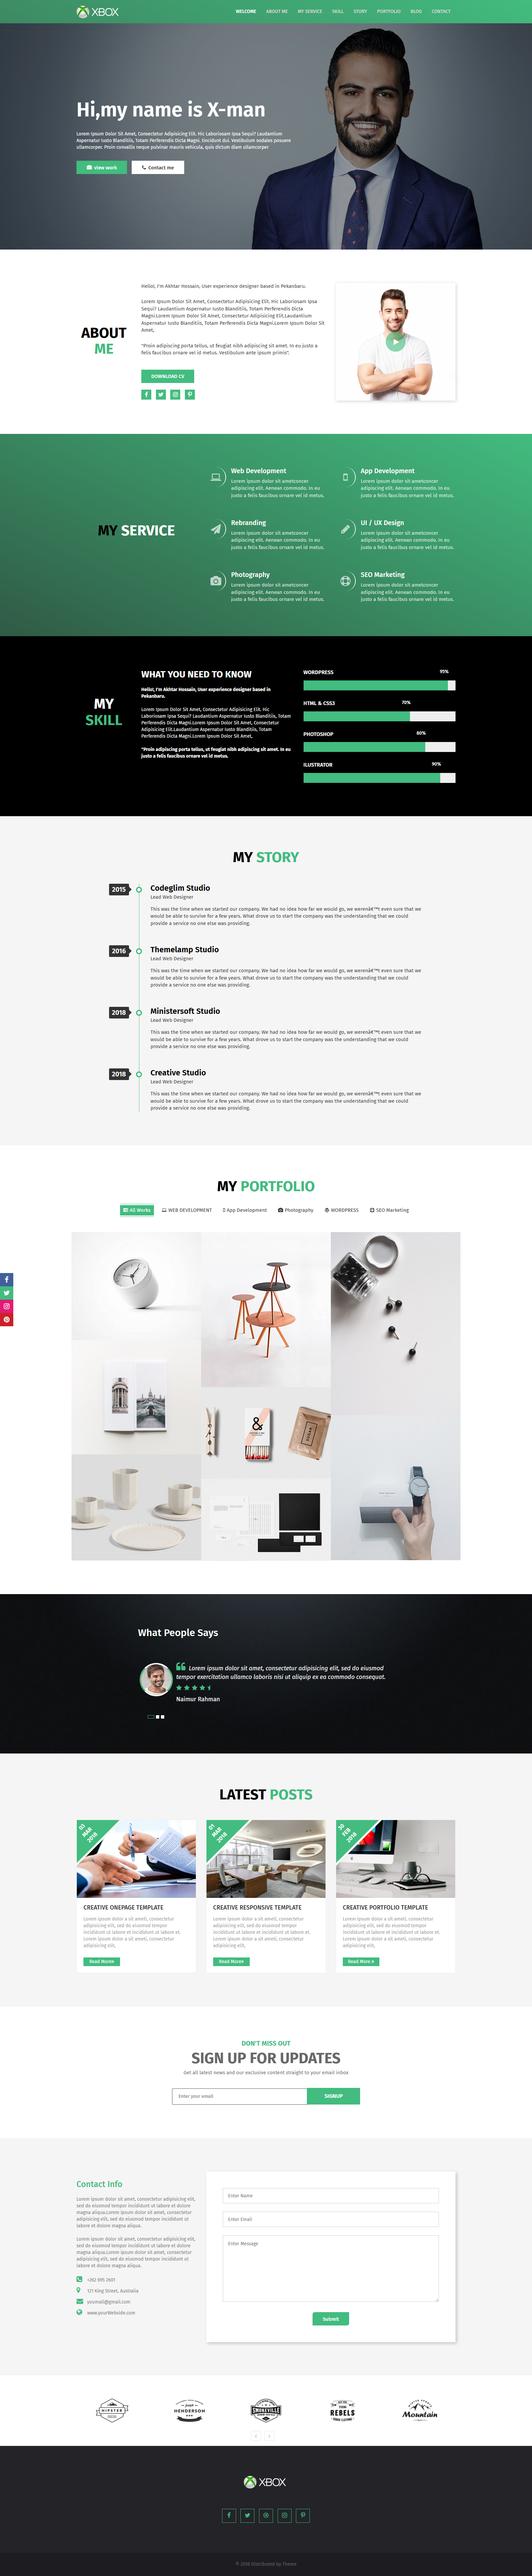 XBOX
WELCOME ABOUT ME MY SERVICE SKILL STORY PORTFOLIO BLOG CONTACT
Hi,my name is X-man
Lorem Ipsum Dolor Sit Amet, Consectetur Adipisicing Elit. Hic Laboriosam Ipsa Sequi? Laudantium
Aspernatur Iusto Blanditiis, Totam Perferendis Dicta Magni. tincidunt dui. Vestibulum sodales posuere
ullamcorper. Proin convallis neque pulvinar mauris vehicula, quis dictum diam ullamcorper
view work
Contact me
ABOUT
ME
Hello!, I'm Akhtar Hossain, User experience designer based in Pekanbaru.
Lorem Ipsum Dolor Sit Amet, Consectetur Adipisicing Elit. Hic Laboriosam Ipsa
Sequi? Laudantium Aspernatur Iusto Blanditiis, Totam Perferendis Dicta
Magni.Lorem Ipsum Dolor Sit Amet, Consectetur Adipisicing Elit.Laudantium
Aspernatur Iusto Blanditiis, Totam Perferendis Dicta Magni.Lorem Ipsum Dolor Sit
Amet,
"Proin adipiscing porta tellus, ut feugiat nibh adipiscing sit amet. In eu justo a
felis faucibus ornare vel id metus. Vestibulum ante ipsum primis".
DOWNLOAD CV
MY SERVICE
Web Development
Lorem ipsum dolor sit ametconcer
adipiscing elit. Aenean commodo. In eu
justo a felis faucibus ornare vel id metus.
App Development
Lorem ipsum dolor sit ametconcer
adipiscing elit. Aenean commodo. In eu
justo a felis faucibus ornare vel id metus.
Rebranding
Lorem ipsum dolor sit ametconcer
adipiscing elit. Aenean commodo. In eu
justo a felis faucibus ornare vel id metus.
UI / UX Design
Lorem ipsum dolor sit ametconcer
adipiscing elit. Aenean commodo. In eu
justo a felis faucibus ornare vel id metus.
Photography
Lorem ipsum dolor sit ametconcer
adipiscing elit. Aenean commodo. In eu
justo a felis faucibus ornare vel id metus.
SEO Marketing
Lorem ipsum dolor sit ametconcer
adipiscing elit. Aenean commodo. In eu
justo a felis faucibus ornare vel id metus.
MY
SKILL
WHAT YOU NEED TO KNOW
Hello!, I'm Akhtar Hossain, User experience designer based in
Pekanbaru.
Lorem Ipsum Dolor Sit Amet, Consectetur Adipisicing Elit. Hic
Laboriosam Ipsa Sequi? Laudantium Aspernatur Iusto Blanditiis, Totam
Perferendis Dicta Magni.Lorem Ipsum Dolor Sit Amet, Consectetur
Adipisicing Elit.Laudantium Aspernatur Iusto Blanditiis, Totam
Perferendis Dicta Magni.Lorem Ipsum Dolor Sit Amet,
"Proin adipiscing porta tellus, ut feugiat nibh adipiscing sit amet. In eu
justo a felis faucibus ornare vel id metus.
WORDPRESS 95%
HTML & CSS3 70%
PHOTOSHOP 80%
ILUSTRATOR 90%
MY STORY
2015
Codeglim Studio
Lead Web Designer
This was the time when we started our company. We had no idea how far we would go, we werenâ€™t even sure that we
would be able to survive for a few years. What drove us to start the company was the understanding that we could
provide a service no one else was providing.
2016
Themelamp Studio
Lead Web Designer
This was the time when we started our company. We had no idea how far we would go, we werenâ€™t even sure that we
would be able to survive for a few years. What drove us to start the company was the understanding that we could
provide a service no one else was providing.
2018
Ministersoft Studio
Lead Web Designer
This was the time when we started our company. We had no idea how far we would go, we werenâ€™t even sure that we
would be able to survive for a few years. What drove us to start the company was the understanding that we could
provide a service no one else was providing.
2018
Creative Studio
Lead Web Designer
This was the time when we started our company. We had no idea how far we would go, we werenâ€™t even sure that we
would be able to survive for a few years. What drove us to start the company was the understanding that we could
provide a service no one else was providing.
MY PORTFOLIO
All Works WEB DEVELOPMENT App Development Photography WORDPRESS SEO Marketing
&
What People Says
Lorem ipsum dolor sit amet, consectetur adipisicing elit, sed do eiusmod
tempor exercitation ullamco laboris nisi ut aliquip ex ea commodo consequat.
Naimur Rahman
LATEST POSTS
03
MAR
2018
CREATIVE ONEPAGE TEMPLATE
Lorem ipsum dolor a sit ameti, consectetur
adipisicing elit, sed do eiusmod tempor
incididunt ut labore et incididunt ut labore et.
Lorem ipsum dolor a sit ameti, consectetur
adipisicing elit,
Read More»
01
MAR
2018
CREATIVE RESPONSIVE TEMPLATE
Lorem ipsum dolor a sit ameti, consectetur
adipisicing elit, sed do eiusmod tempor
incididunt ut labore et incididunt ut labore et.
Lorem ipsum dolor a sit ameti, consectetur
adipisicing elit,
Read More»
30
FEB
2018
CREATIVE PORTFOLIO TEMPLATE
Lorem ipsum dolor a sit ameti, consectetur
adipisicing elit, sed do eiusmod tempor
incididunt ut labore et incididunt ut labore et.
Lorem ipsum dolor a sit ameti, consectetur
adipisicing elit,
Read More »
DON'T MISS OUT
SIGN UP FOR UPDATES
Get all latest news and our exclusive content straight to your email inbox
Enter your email
SIGNUP
Contact Info
Lorem ipsum dolor sit amet, consectetur adipisicing elit,
sed do eiusmod tempor incididunt ut labore et dolore
magna aliqua.Lorem ipsum dolor sit amet, consectetur
adipisicing elit, sed do eiusmod tempor incididunt ut
labore et dolore magna aliqua.
Lorem ipsum dolor sit amet, consectetur adipisicing elit,
sed do eiusmod tempor incididunt ut labore et dolore
magna aliqua.Lorem ipsum dolor sit amet, consectetur
adipisicing elit, sed do eiusmod tempor incididunt ut
labore et dolore magna aliqua.
+262 695 2601
121 King Street, Australia
youmail@gmail.com
www.yourWebside.com
Enter Name
Enter Email
Enter Message
Submit
HIPSTER
HENDERSON
SMOKEVILLE
REBELS
Mountain
XBOX
© 2018 Distributed by Theme